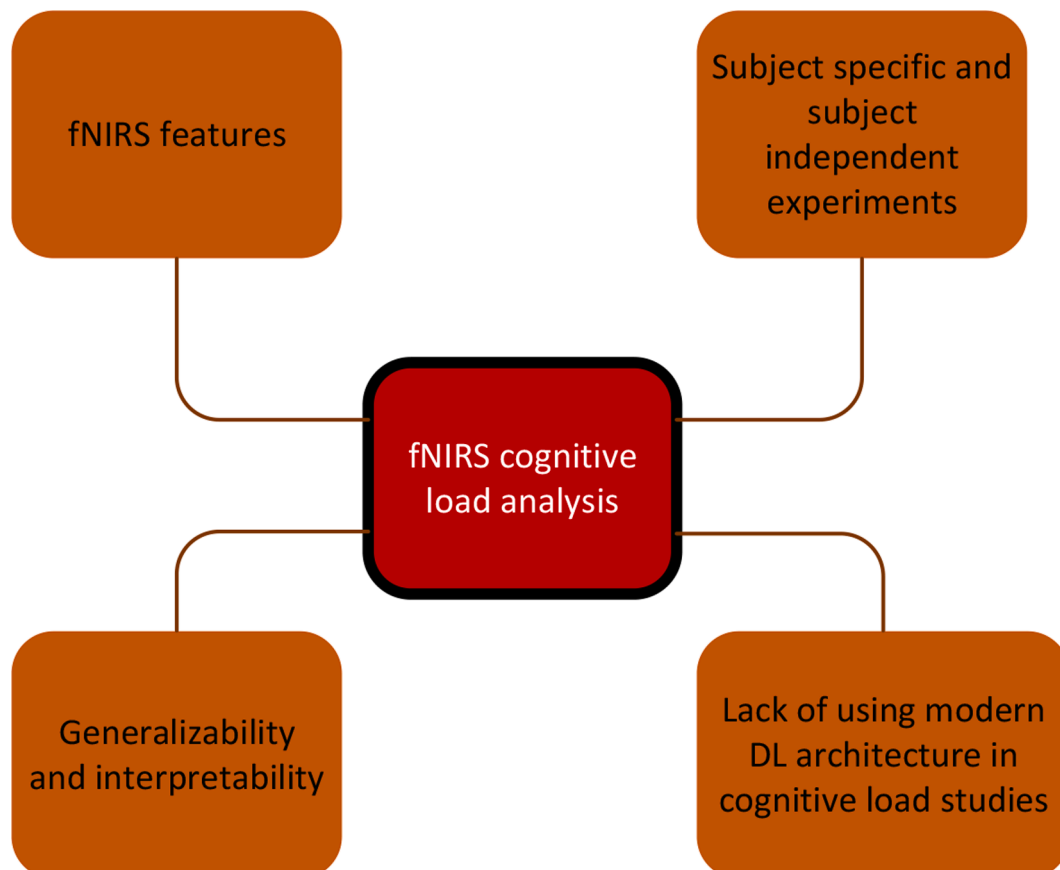 fNIRS features
Subject specific and
subject
independent
experiments
fNIRS cognitive
load analysis
Generalizability
and interpretability
Lack of using modern
DL architecture in
cognitive load studies